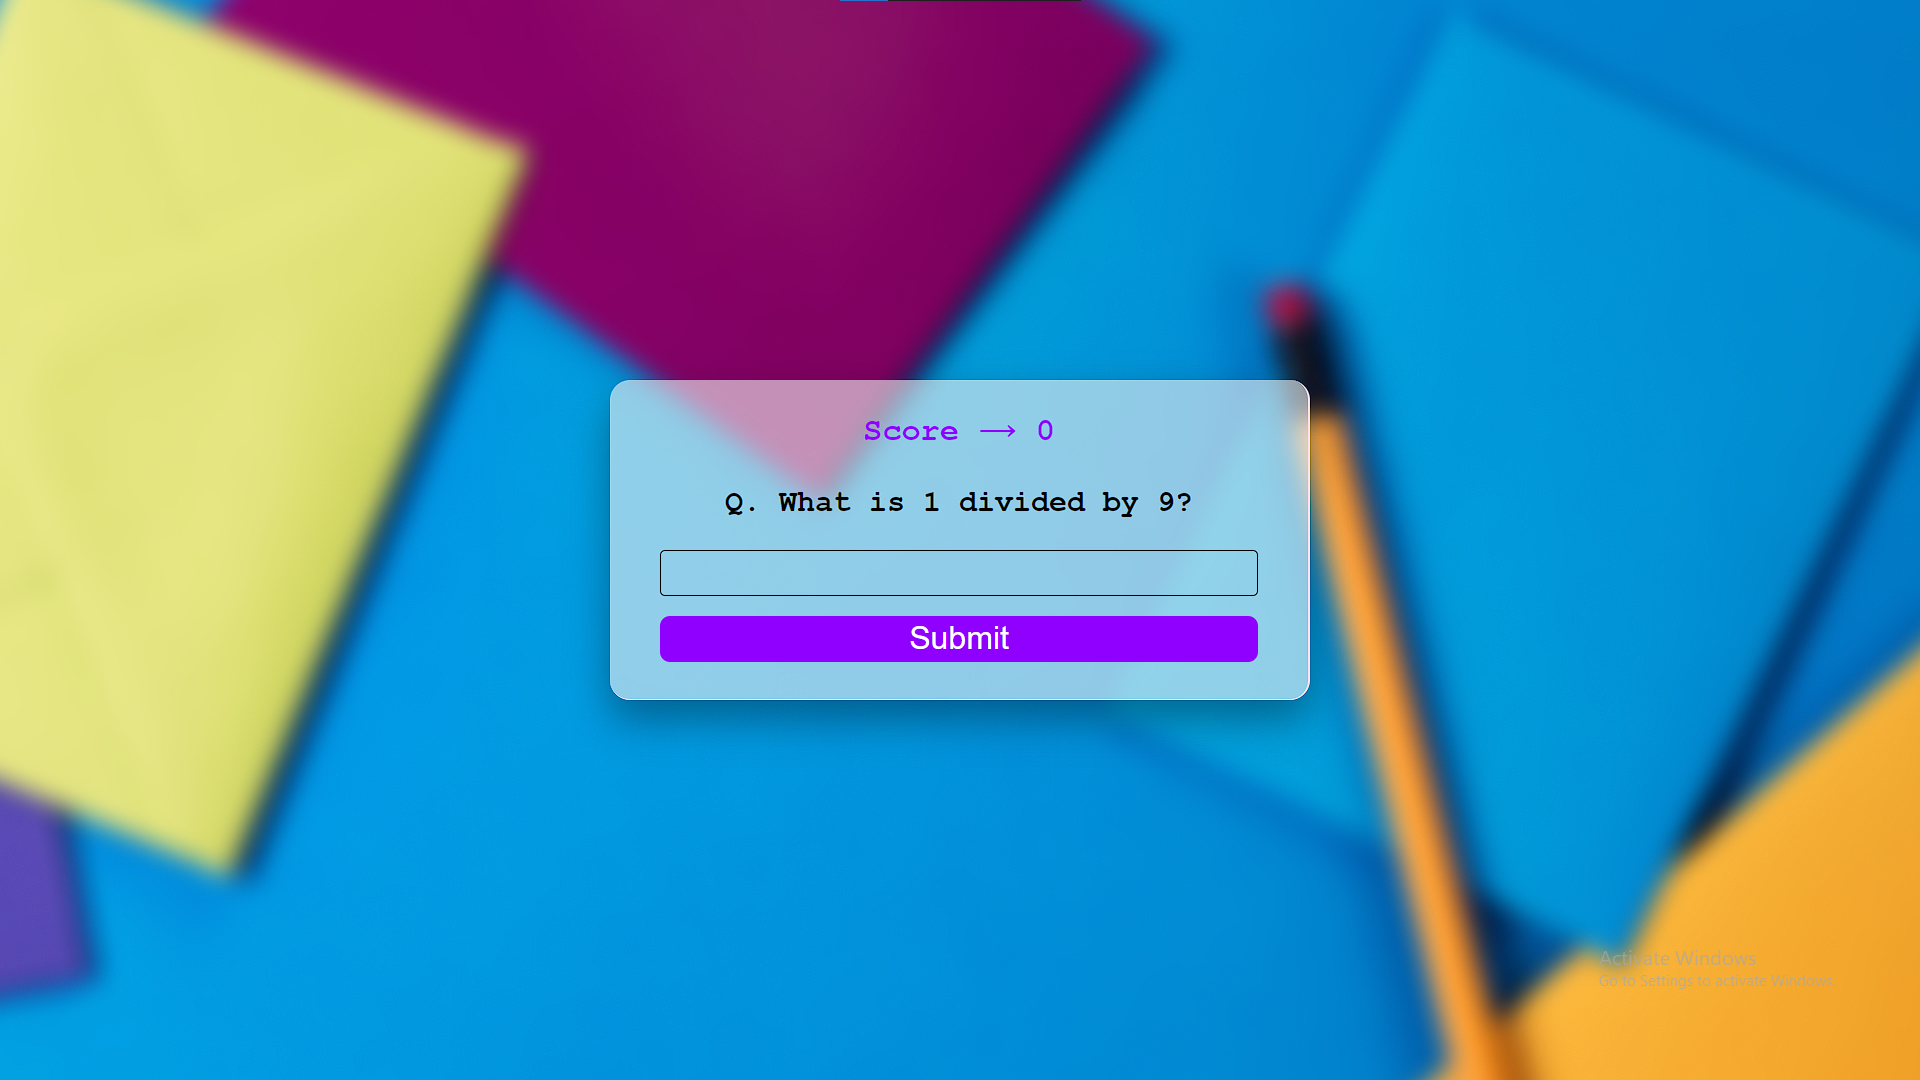 Score ⟶ 0
Q. What is 1 divided by 9?
Submit
Activate Windows
Go to Settings to activate Windows.